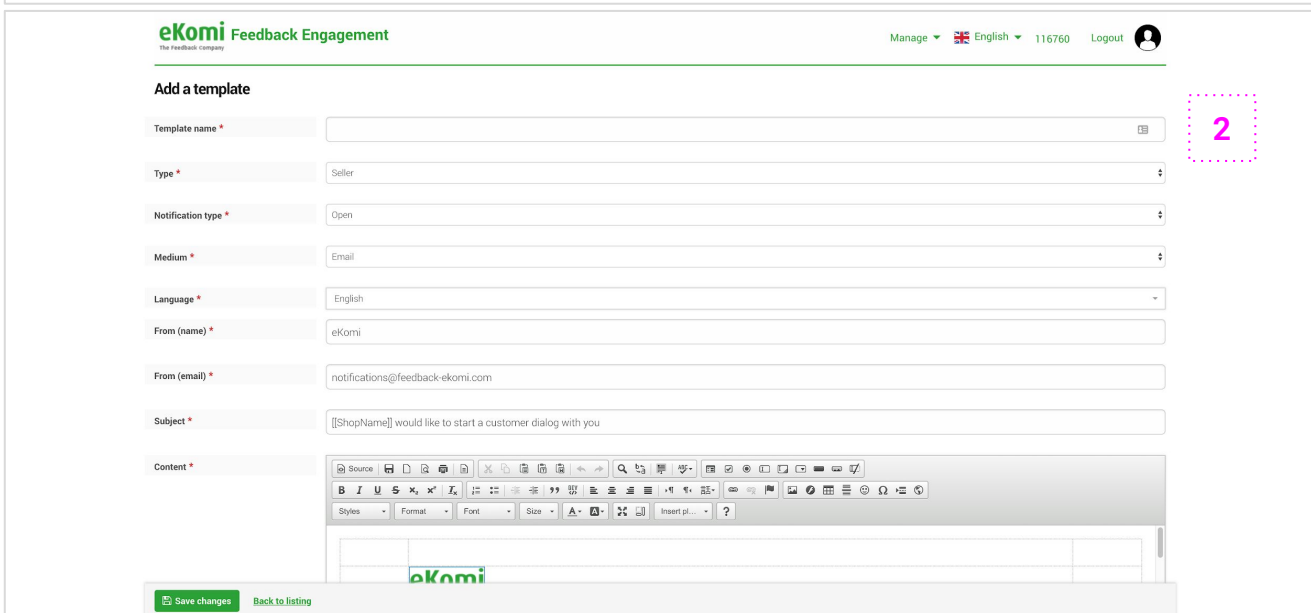 eKomi Feedback Engagement
The Feedback Company
Manage English 116760 Logout
Add a template
2
Template name *
Type * Seller
Notification type * Open
Medium * Email
Language * English
From (name) * eKomi
From (email) * notifications@feedback-ekomi.com
Subject * [[ShopName]] would like to start a customer dialog with you
Content *
Source
B I U S x₂ x² Tx
Styles Format Font Size A A Insert pl... ?
eKomi
Save changes Back to listing